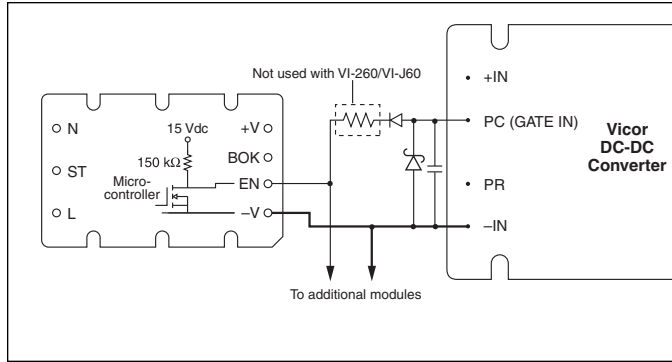 Not used with VI-260/VI-J60
N
ST
L
15 Vdc
150 kΩ
Micro-
controller
+V
BOK
EN
–V
+IN
PC (GATE IN)
PR
–IN
Vicor
DC-DC
Converter
To additional modules